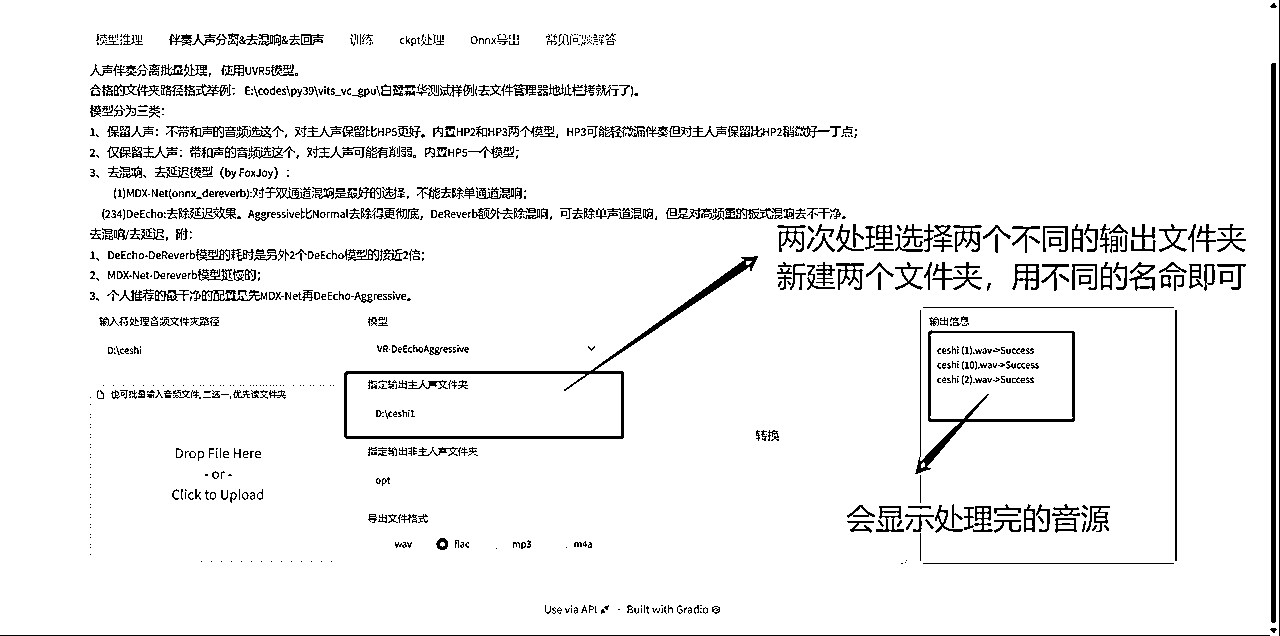 模型推理 伴奏人声分离&去混响&去回声 训练 ckpt处理 Onnx导出 常见问题解答
人声伴奏分离批量处理， 使用UVR5模型。
合格的文件夹路径格式举例： E:\codes\py39\vits_vc_gpu\白鹭霜华测试样例(去文件管理器地址栏拷就行了)。
模型分为三类：
1、保留人声：不带和声的音频选这个，对主人声保留比HP5更好。内置HP2和HP3两个模型，HP3可能轻微漏伴奏但对主人声保留比HP2稍微好一丁点；
2、仅保留主人声：带和声的音频选这个，对主人声可能有削弱。内置HP5一个模型；
3、去混响、去延迟模型（by FoxJoy）：
(1)MDX-Net(onnx_dereverb):对于双通道混响是最好的选择，不能去除单通道混响；
(234)DeEcho:去除延迟效果。Aggressive比Normal去除得更彻底，DeReverb额外去除混响，可去除单声道混响，但是对高频重的板式混响去不干净。
去混响/去延迟，附：
1、DeEcho-DeReverb模型的耗时是另外2个DeEcho模型的接近2倍；
2、MDX-Net-Dereverb模型挺慢的；
3、个人推荐的最干净的配置是先MDX-Net再DeEcho-Aggressive。
两次处理选择两个不同的输出文件夹
新建两个文件夹，用不同的名命即可
输入待处理音频文件夹路径
D:\ceshi
也可批量输入音频文件,二选一,优先读文件夹
Drop File Here
- or -
Click to Upload
模型
VR-DeEchoAggressive
指定输出主人声文件夹
D:\ceshi1
指定输出非主人声文件夹
opt
导出文件格式
wav flac mp3 m4a
转换
输出信息
ceshi (1).wav->Success
ceshi (10).wav->Success
ceshi (2).wav->Success
会显示处理完的音源
Use via API · Built with Gradio